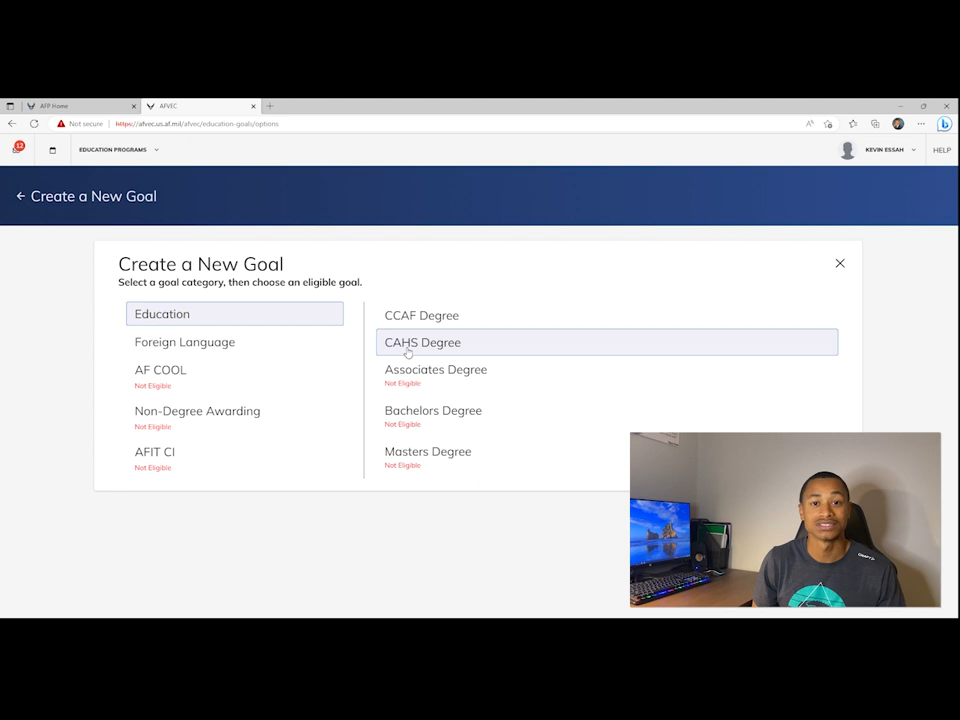 AFP Home
AFVEC
Not secure
https://afvec.us.af.mil/afvec/education-goals/options
12
EDUCATION PROGRAMS
KEVIN ESSAH
HELP
Create a New Goal
Create a New Goal
Select a goal category, then choose an eligible goal.
Education
Foreign Language
AF COOL
Not Eligible
Non-Degree Awarding
Not Eligible
AFIT CI
Not Eligible
CCAF Degree
CAHS Degree
Associates Degree
Not Eligible
Bachelors Degree
Not Eligible
Masters Degree
Not Eligible